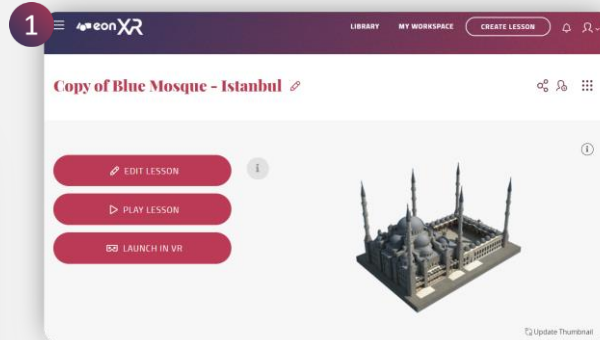 1
eonXR
LIBRARY MY WORKSPACE CREATE LESSON
Copy of Blue Mosque - Istanbul
i
EDIT LESSON
i
PLAY LESSON
LAUNCH IN VR
Update Thumbnail